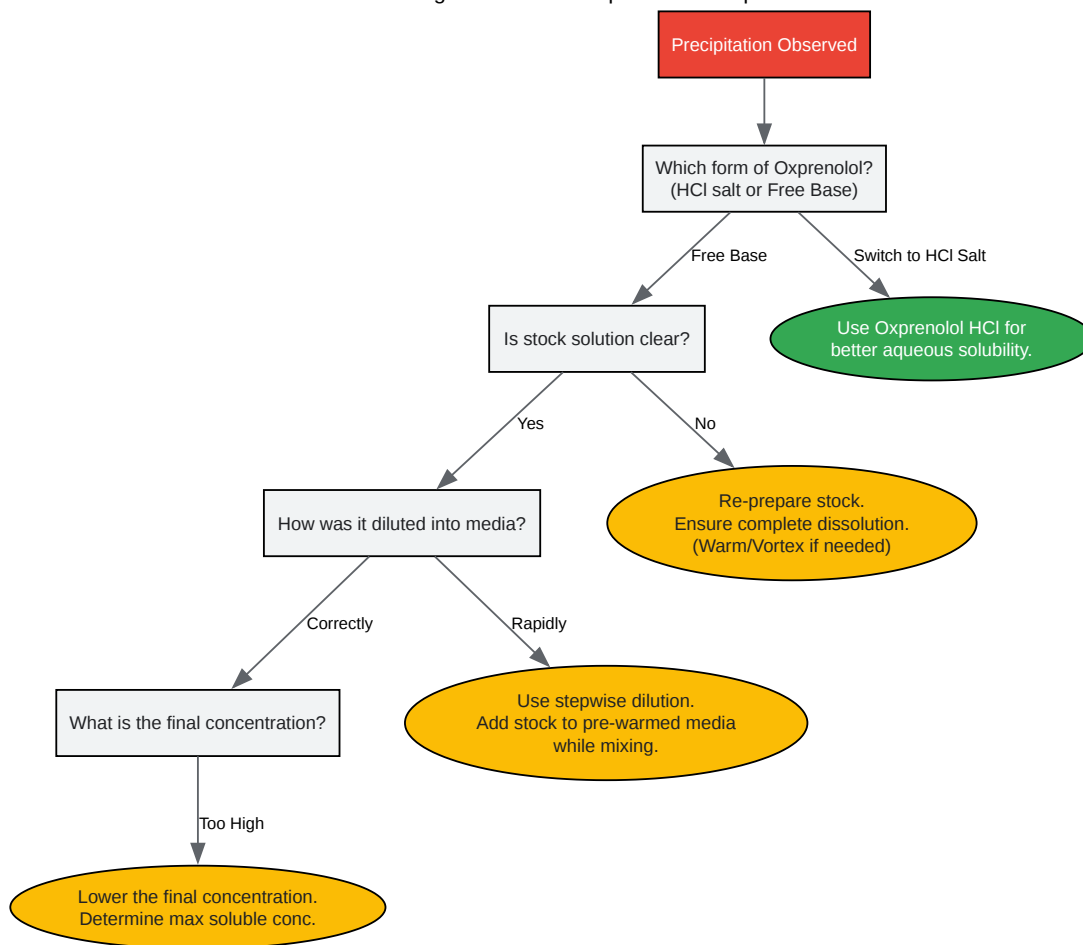 Precipitation Observed
Which form of Oxprenolol?
(HCl salt or Free Base)
Free Base
Switch to HCl Salt
Is stock solution clear?
Use Oxprenolol HCl for
better aqueous solubility.
Yes
No
How was it diluted into media?
Re-prepare stock.
Ensure complete dissolution.
(Warm/Vortex if needed)
Correctly
Rapidly
What is the final concentration?
Use stepwise dilution.
Add stock to pre-warmed media
while mixing.
Too High
Lower the final concentration.
Determine max soluble conc.